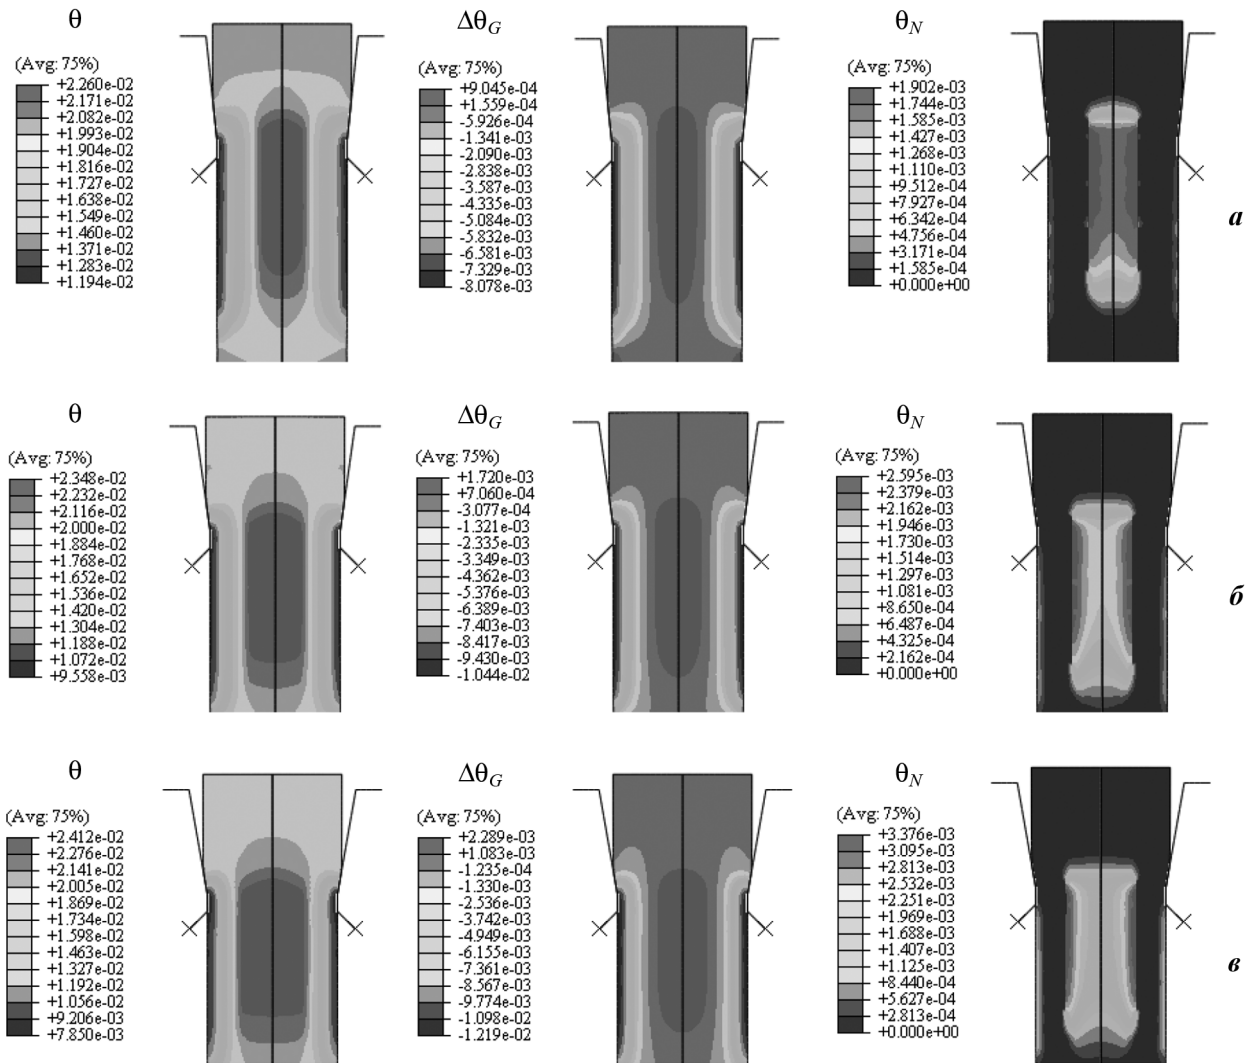 θ
(Avg: 75%)
+2.260e-02
+2.171e-02
+2.082e-02
+1.993e-02
+1.904e-02
+1.816e-02
+1.727e-02
+1.638e-02
+1.549e-02
+1.460e-02
+1.371e-02
+1.283e-02
+1.194e-02
Δθ_G
(Avg: 75%)
+9.045e-04
+1.559e-04
-5.926e-04
-1.341e-03
-2.090e-03
-2.838e-03
-3.587e-03
-4.335e-03
-5.084e-03
-5.832e-03
-6.581e-03
-7.329e-03
-8.078e-03
θ_N
(Avg: 75%)
+1.902e-03
+1.744e-03
+1.585e-03
+1.427e-03
+1.268e-03
+1.110e-03
+9.512e-04
+7.927e-04
+6.342e-04
+4.756e-04
+3.171e-04
+1.585e-04
+0.000e+00
а
θ
(Avg: 75%)
+2.348e-02
+2.232e-02
+2.116e-02
+2.000e-02
+1.884e-02
+1.768e-02
+1.652e-02
+1.536e-02
+1.420e-02
+1.304e-02
+1.188e-02
+1.072e-02
+9.558e-03
Δθ_G
(Avg: 75%)
+1.720e-03
+7.060e-04
-3.077e-04
-1.321e-03
-2.335e-03
-3.349e-03
-4.362e-03
-5.376e-03
-6.389e-03
-7.403e-03
-8.417e-03
-9.430e-03
-1.044e-02
θ_N
(Avg: 75%)
+2.595e-03
+2.379e-03
+2.162e-03
+1.946e-03
+1.730e-03
+1.514e-03
+1.297e-03
+1.081e-03
+8.650e-04
+6.487e-04
+4.325e-04
+2.162e-04
+0.000e+00
б
θ
(Avg: 75%)
+2.412e-02
+2.276e-02
+2.141e-02
+2.005e-02
+1.869e-02
+1.734e-02
+1.598e-02
+1.463e-02
+1.327e-02
+1.192e-02
+1.056e-02
+9.206e-03
+7.850e-03
Δθ_G
(Avg: 75%)
+2.289e-03
+1.083e-03
-1.235e-04
-1.330e-03
-2.536e-03
-3.742e-03
-4.949e-03
-6.155e-03
-7.361e-03
-8.567e-03
-9.774e-03
-1.098e-02
-1.219e-02
θ_N
(Avg: 75%)
+3.376e-03
+3.095e-03
+2.813e-03
+2.532e-03
+2.251e-03
+1.969e-03
+1.688e-03
+1.407e-03
+1.125e-03
+8.440e-04
+5.627e-04
+2.813e-04
+0.000e+00
в